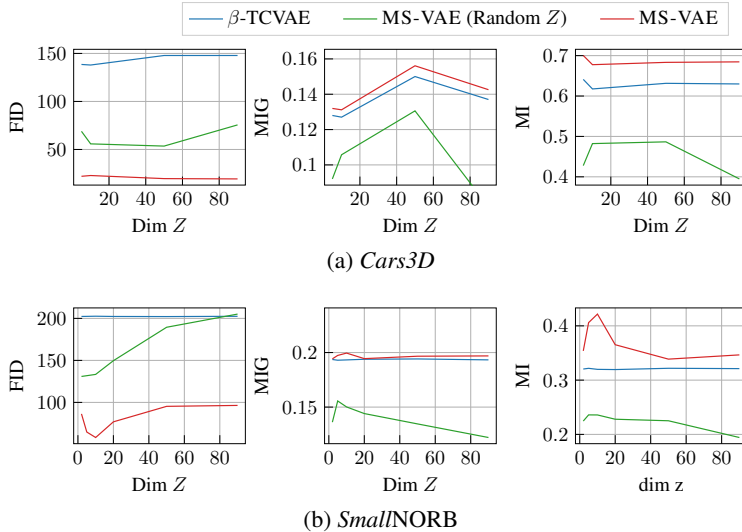 β-TCVAE MS-VAE (Random Z) MS-VAE
150
100
50
FID
20 40 60 80
Dim Z
0.16
0.14
0.12
0.1
MIG
20 40 60 80
Dim Z
0.7
0.6
0.5
0.4
MI
20 40 60 80
Dim Z
(a) Cars3D
200
150
100
FID
0 20 40 60 80
Dim Z
0.2
0.15
MIG
0 20 40 60 80
Dim Z
0.4
0.3
0.2
MI
0 20 40 60 80
dim z
(b) SmallNORB